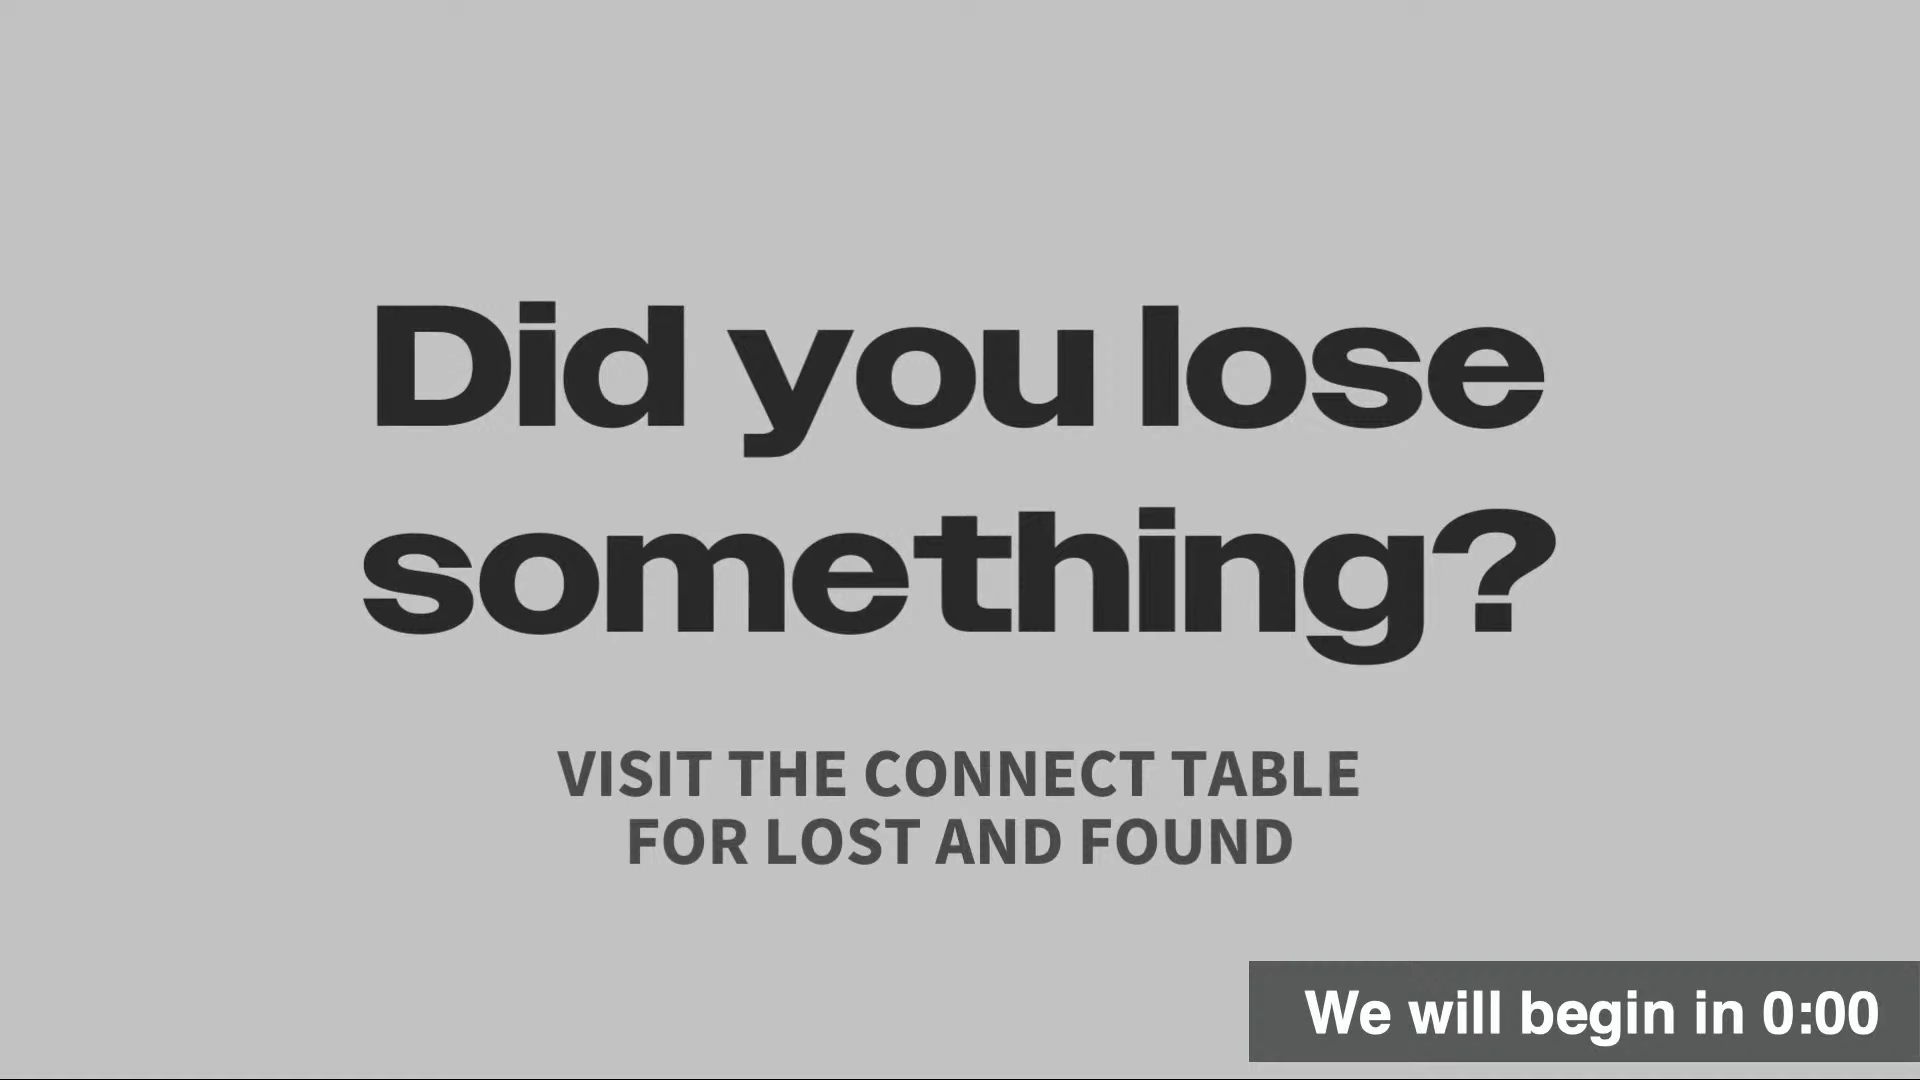 Did you lose
something?
VISIT THE CONNECT TABLE
FOR LOST AND FOUND
We will begin in 0:00